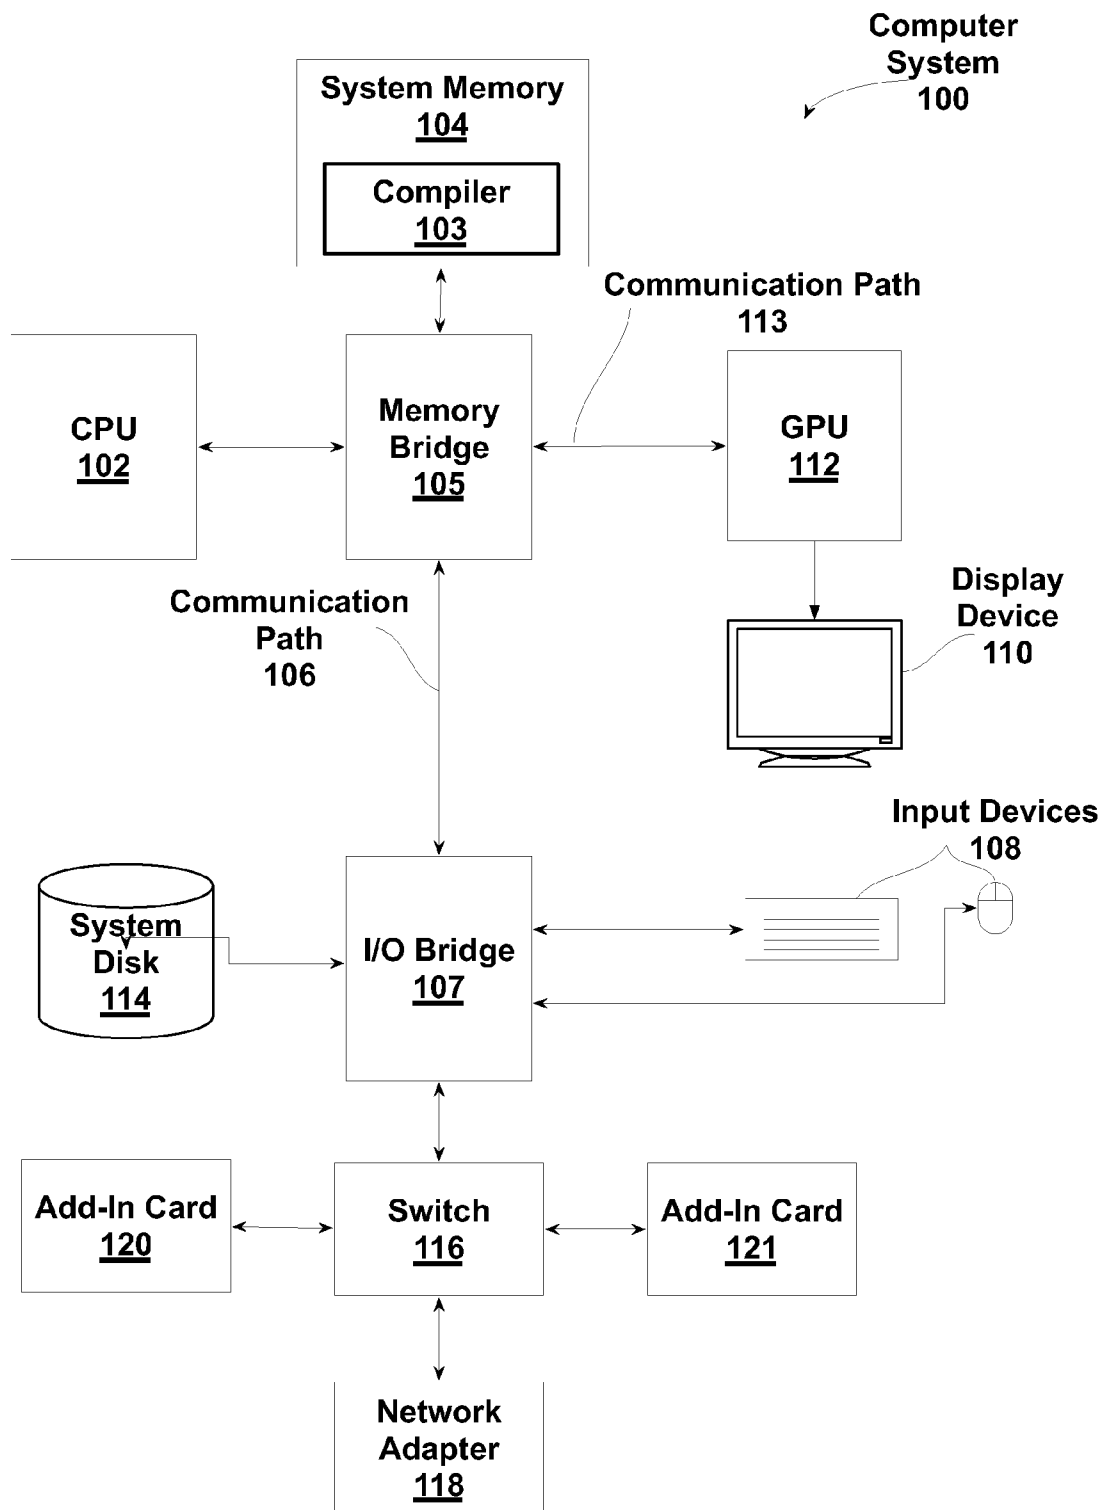 Computer
System
100
System Memory
104
Compiler
103
Communication Path
113
CPU
102
Memory
Bridge
105
GPU
112
Communication
Path
106
Display
Device
110
Input Devices
108
System
Disk
114
I/O Bridge
107
Add-In Card
120
Switch
116
Add-In Card
121
Network
Adapter
118